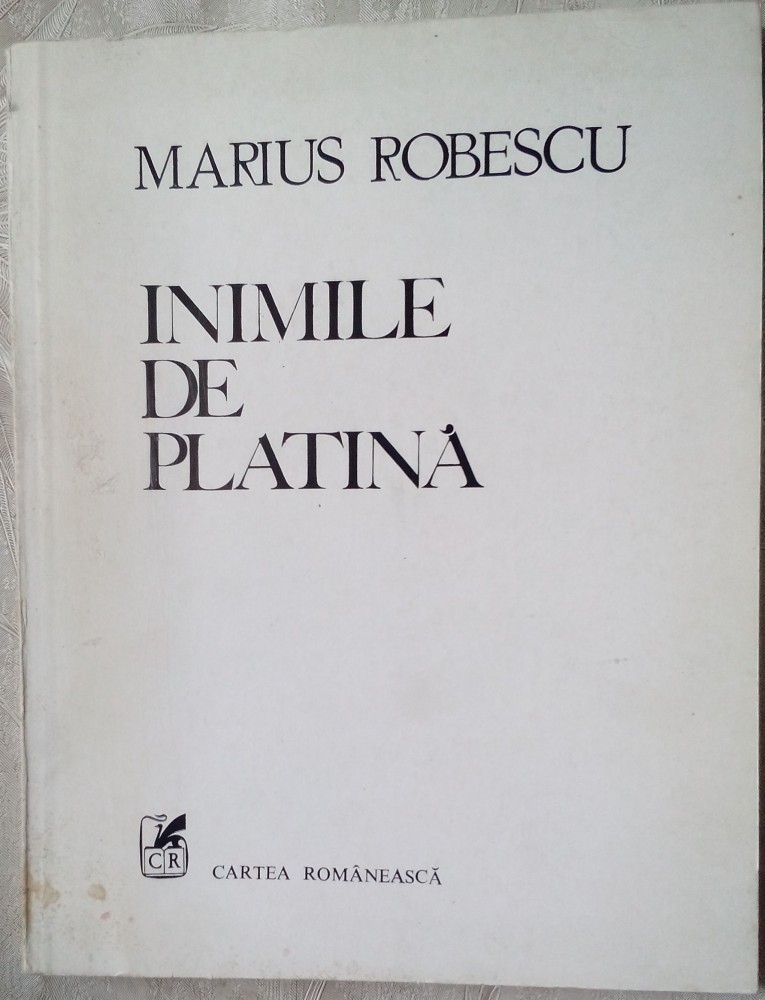 MARIUS ROBESCU
INIMILE
DE
PLATINĂ
CR
CARTEA ROMÂNEASCĂ